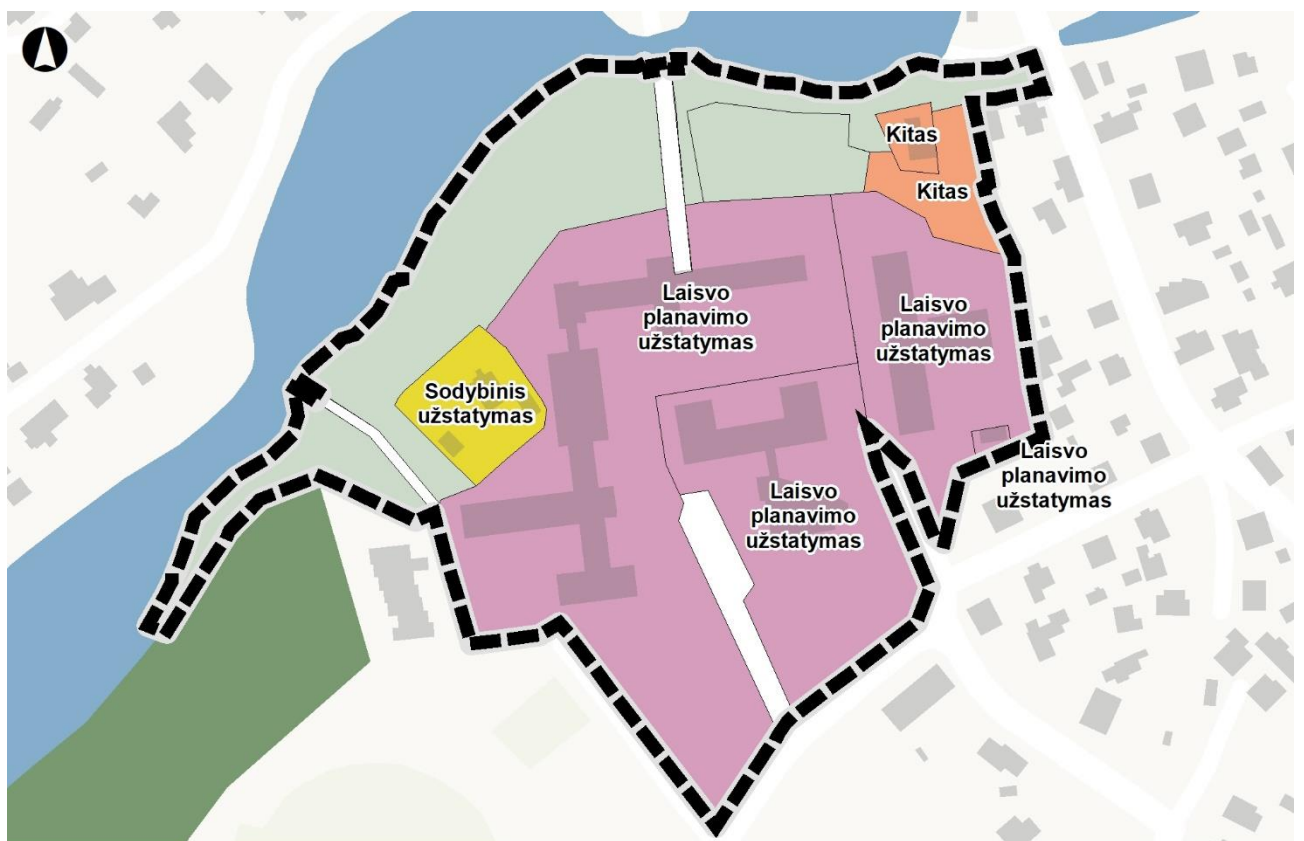 Kitas
Kitas
Laisvo
planavimo
užstatymas
Laisvo
planavimo
užstatymas
Sodybinis
užstatymas
Laisvo
planavimo
užstatymas
Laisvo
planavimo
užstatymas